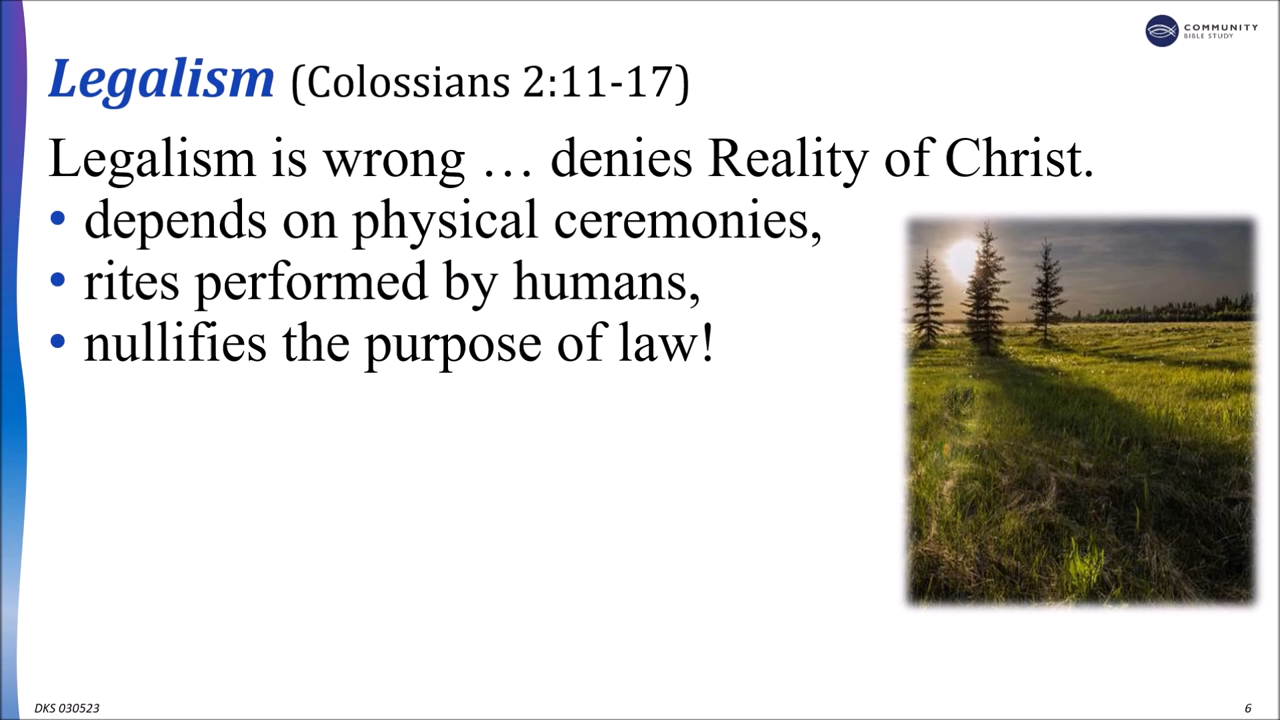 COMMUNITY
BIBLE STUDY
Legalism (Colossians 2:11-17)
Legalism is wrong … denies Reality of Christ.
• depends on physical ceremonies,
• rites performed by humans,
• nullifies the purpose of law!
DKS 030523
6